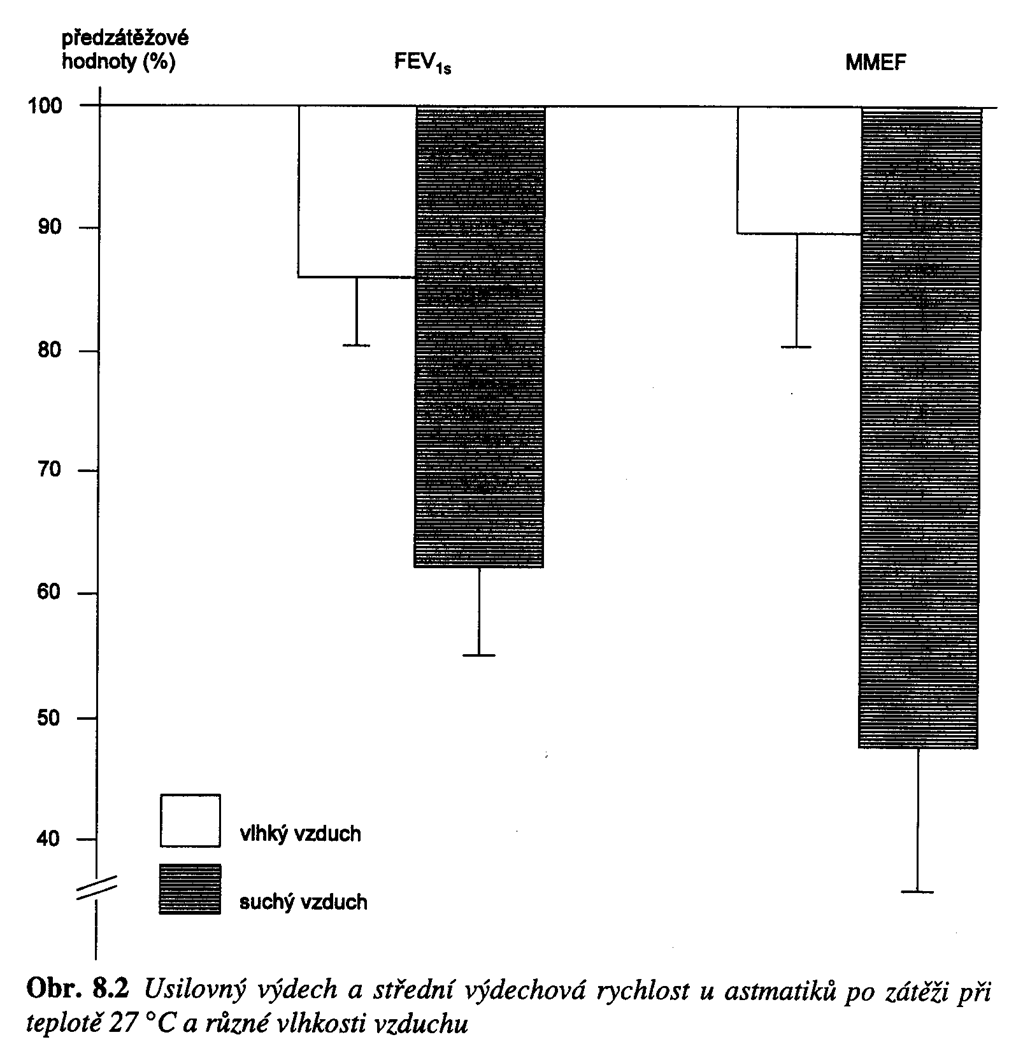 předzátěžové
hodnoty (%)
FEV1s
MMEF
100
90
80
70
60
50
40
vlhký vzduch
suchý vzduch
Obr. 8.2 Usilovný výdech a střední výdechová rychlost u astmatiků po zátěži při
teplotě 27 °C a různé vlhkosti vzduchu